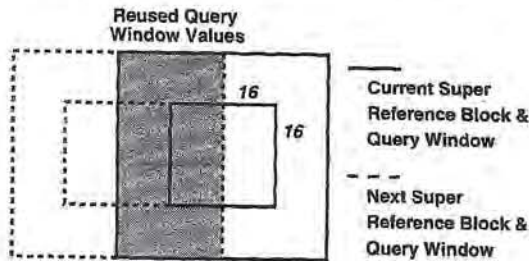 Reused Query
Window Values
16
16
Current Super
Reference Block &
Query Window
Next Super
Reference Block &
Query Window